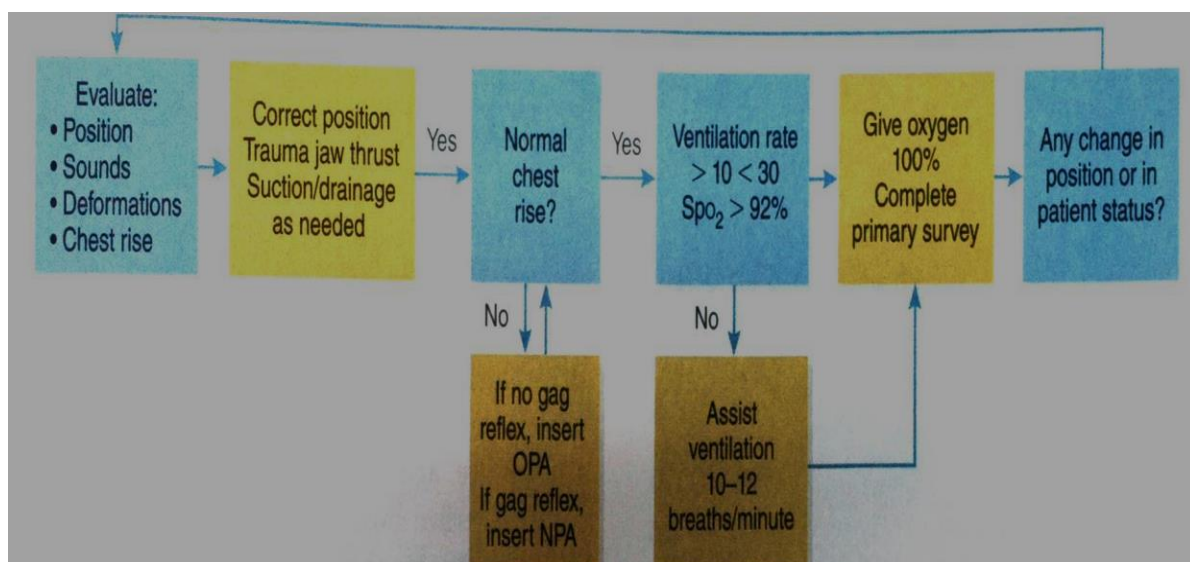 Evaluate:
• Position
• Sounds
• Deformations
• Chest rise
Correct position
Trauma jaw thrust
Suction/drainage
as needed
Yes
Normal
chest
rise?
Yes
Ventilation rate
> 10 < 30
Spo₂ > 92%
Give oxygen
100%
Complete
primary survey
Any change in
position or in
patient status?
No
No
If no gag
reflex, insert
OPA
If gag reflex,
insert NPA
Assist
ventilation
10–12
breaths/minute